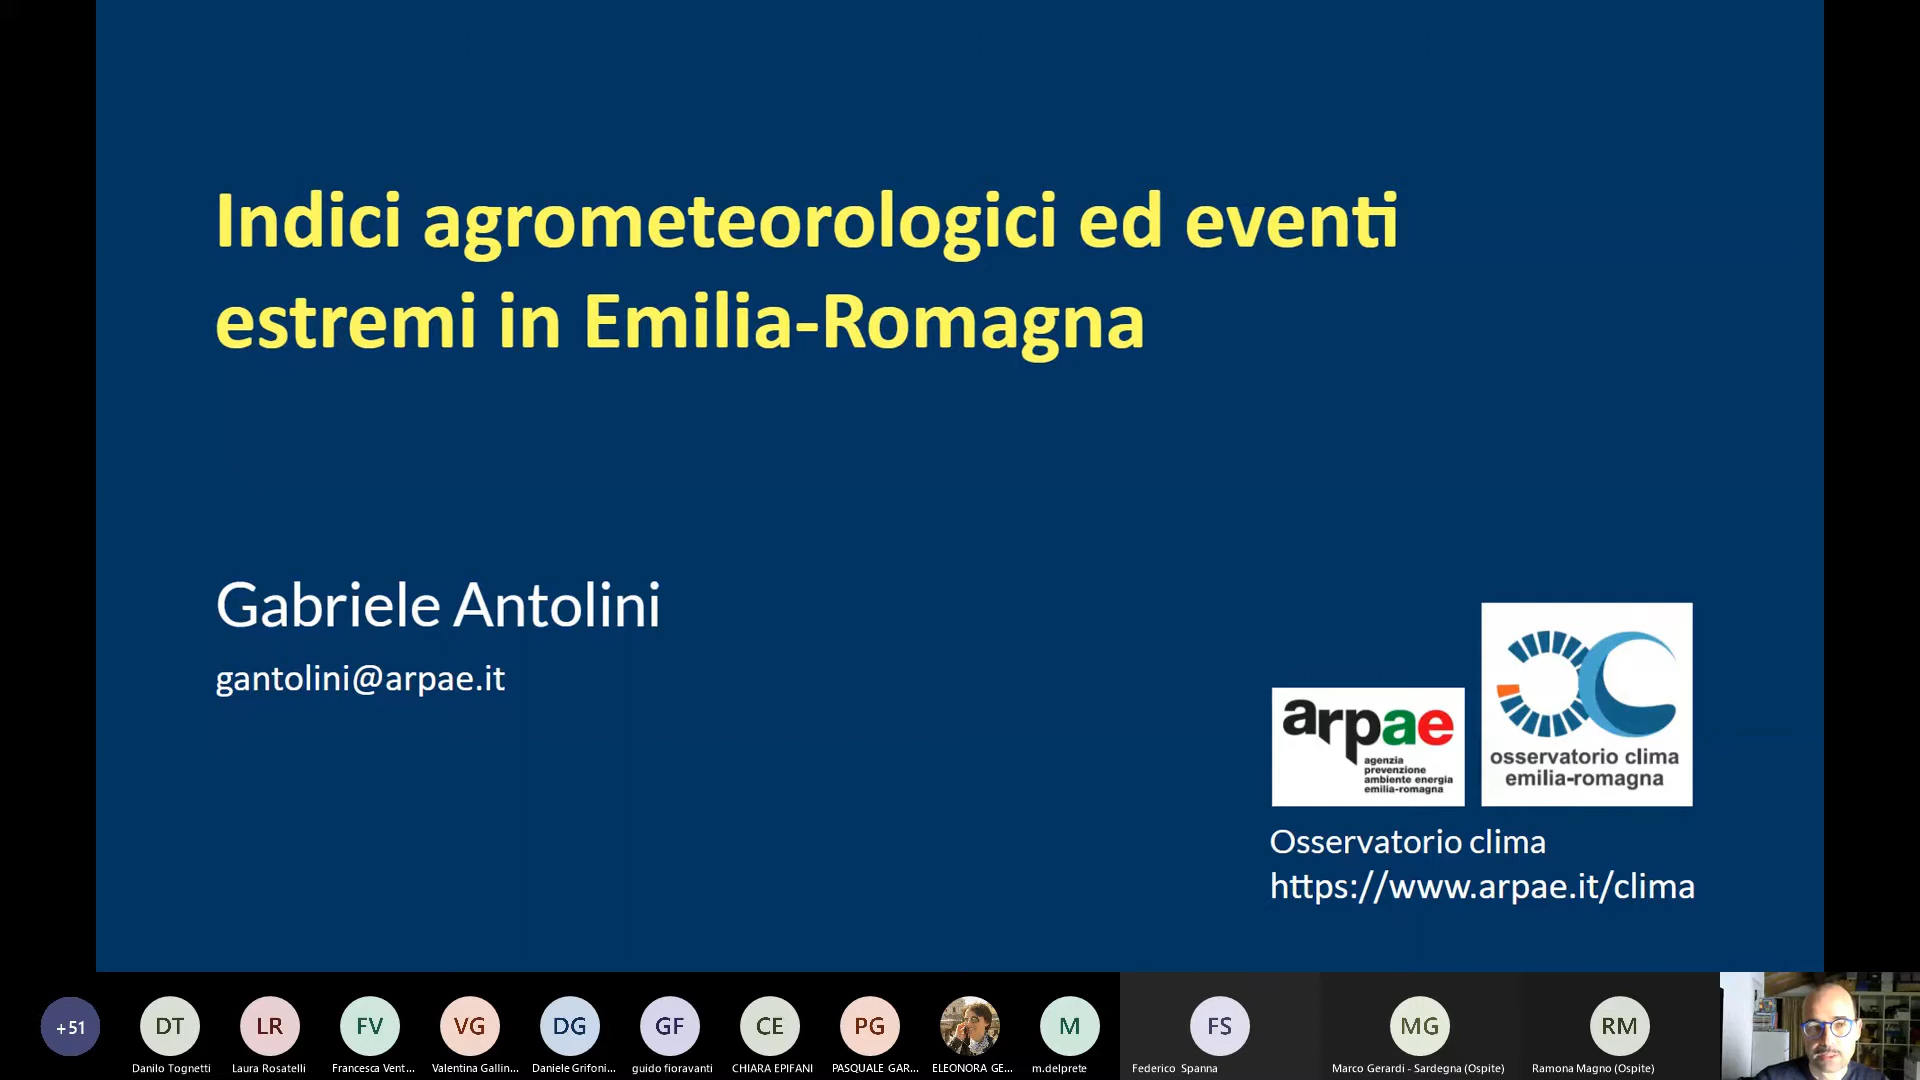 Indici agrometeorologici ed eventi
estremi in Emilia-Romagna
Gabriele Antolini
gantolini@arpae.it
arpae
agenzia
prevenzione
ambiente energia
emilia-romagna
osservatorio clima
emilia-romagna
Osservatorio clima
https://www.arpae.it/clima
+51
DT
LR
FV
VG
DG
GF
CE
PG
M
FS
MG
RM
Danilo Tognetti
Laura Rosatelli
Francesca Vent...
Valentina Gallin...
Daniele Grifoni...
guido fioravanti
CHIARA EPIFANI
PASQUALE GAR...
ELEONORA GE...
m.delprete
Federico Spanna
Marco Gerardi - Sardegna (Ospite)
Ramona Magno (Ospite)